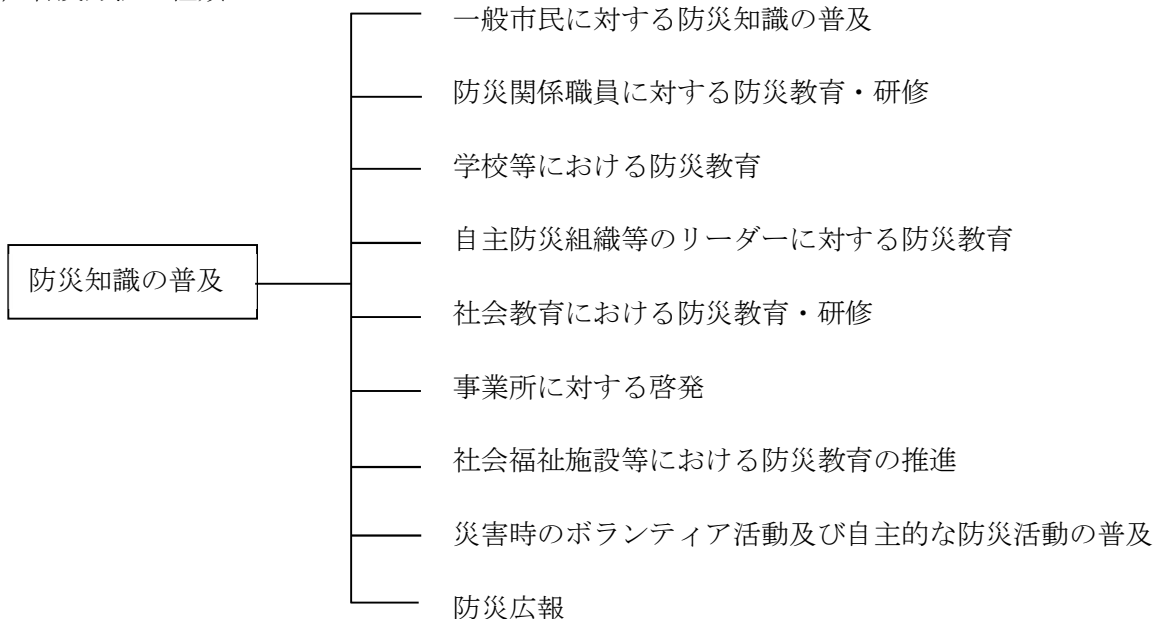 一般市民に対する防災知識の普及
防災関係職員に対する防災教育・研修
学校等における防災教育
自主防災組織等のリーダーに対する防災教育
防災知識の普及
社会教育における防災教育・研修
事業所に対する啓発
社会福祉施設等における防災教育の推進
災害時のボランティア活動及び自主的な防災活動の普及
防災広報